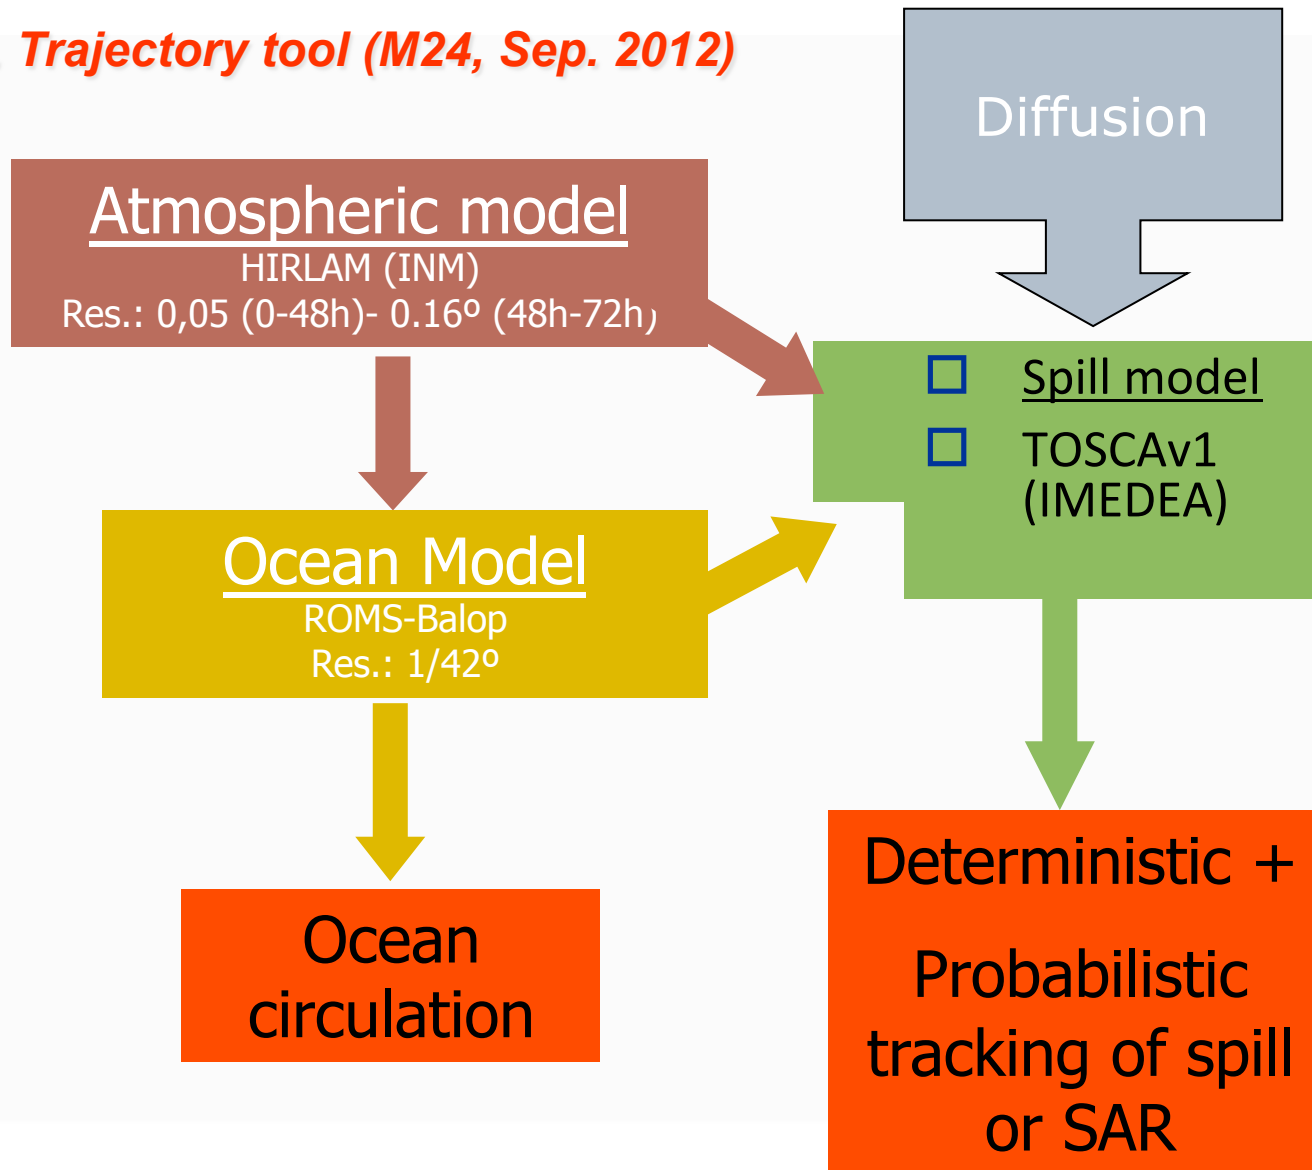 Trajectory tool (M24, Sep. 2012)
Diffusion
Atmospheric model
HIRLAM (INM)
Res.: 0,05 (0-48h)- 0.16º (48h-72h)
Spill model
TOSCAv1
(IMEDEA)
Ocean Model
ROMS-Balop
Res.: 1/42º
Ocean
circulation
Deterministic +
Probabilistic
tracking of spill
or SAR